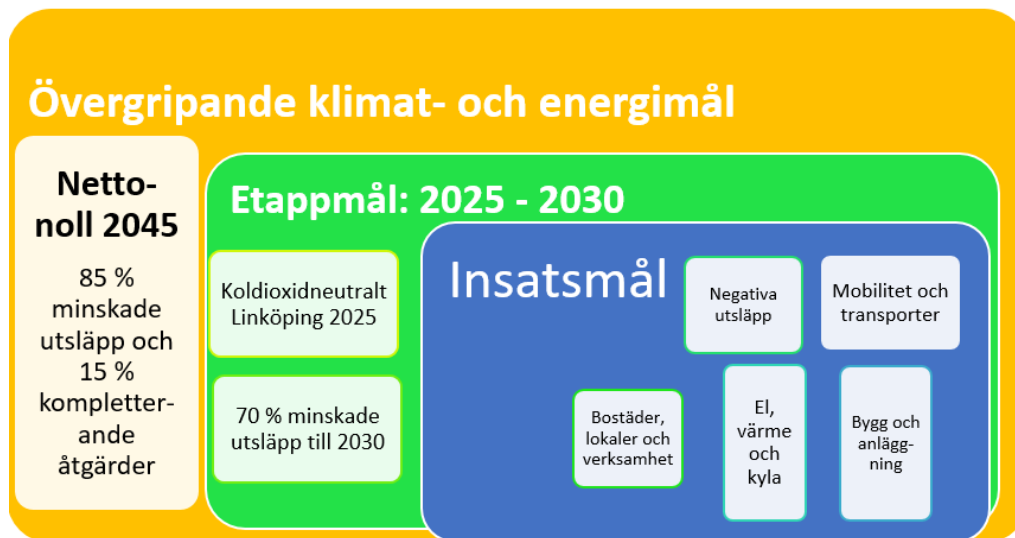 Övergripande klimat- och energimål
Netto-
noll 2045
85 %
minskade
utsläpp och
15 %
kompletter-
ande
åtgärder
Etappmål: 2025 - 2030
Koldioxidneutralt
Linköping 2025
70 % minskade
utsläpp till 2030
Insatsmål
Negativa
utsläpp
Mobilitet och
transporter
Bostäder,
lokaler och
verksamhet
El,
värme
och
kyla
Bygg och
anlägg-
ning